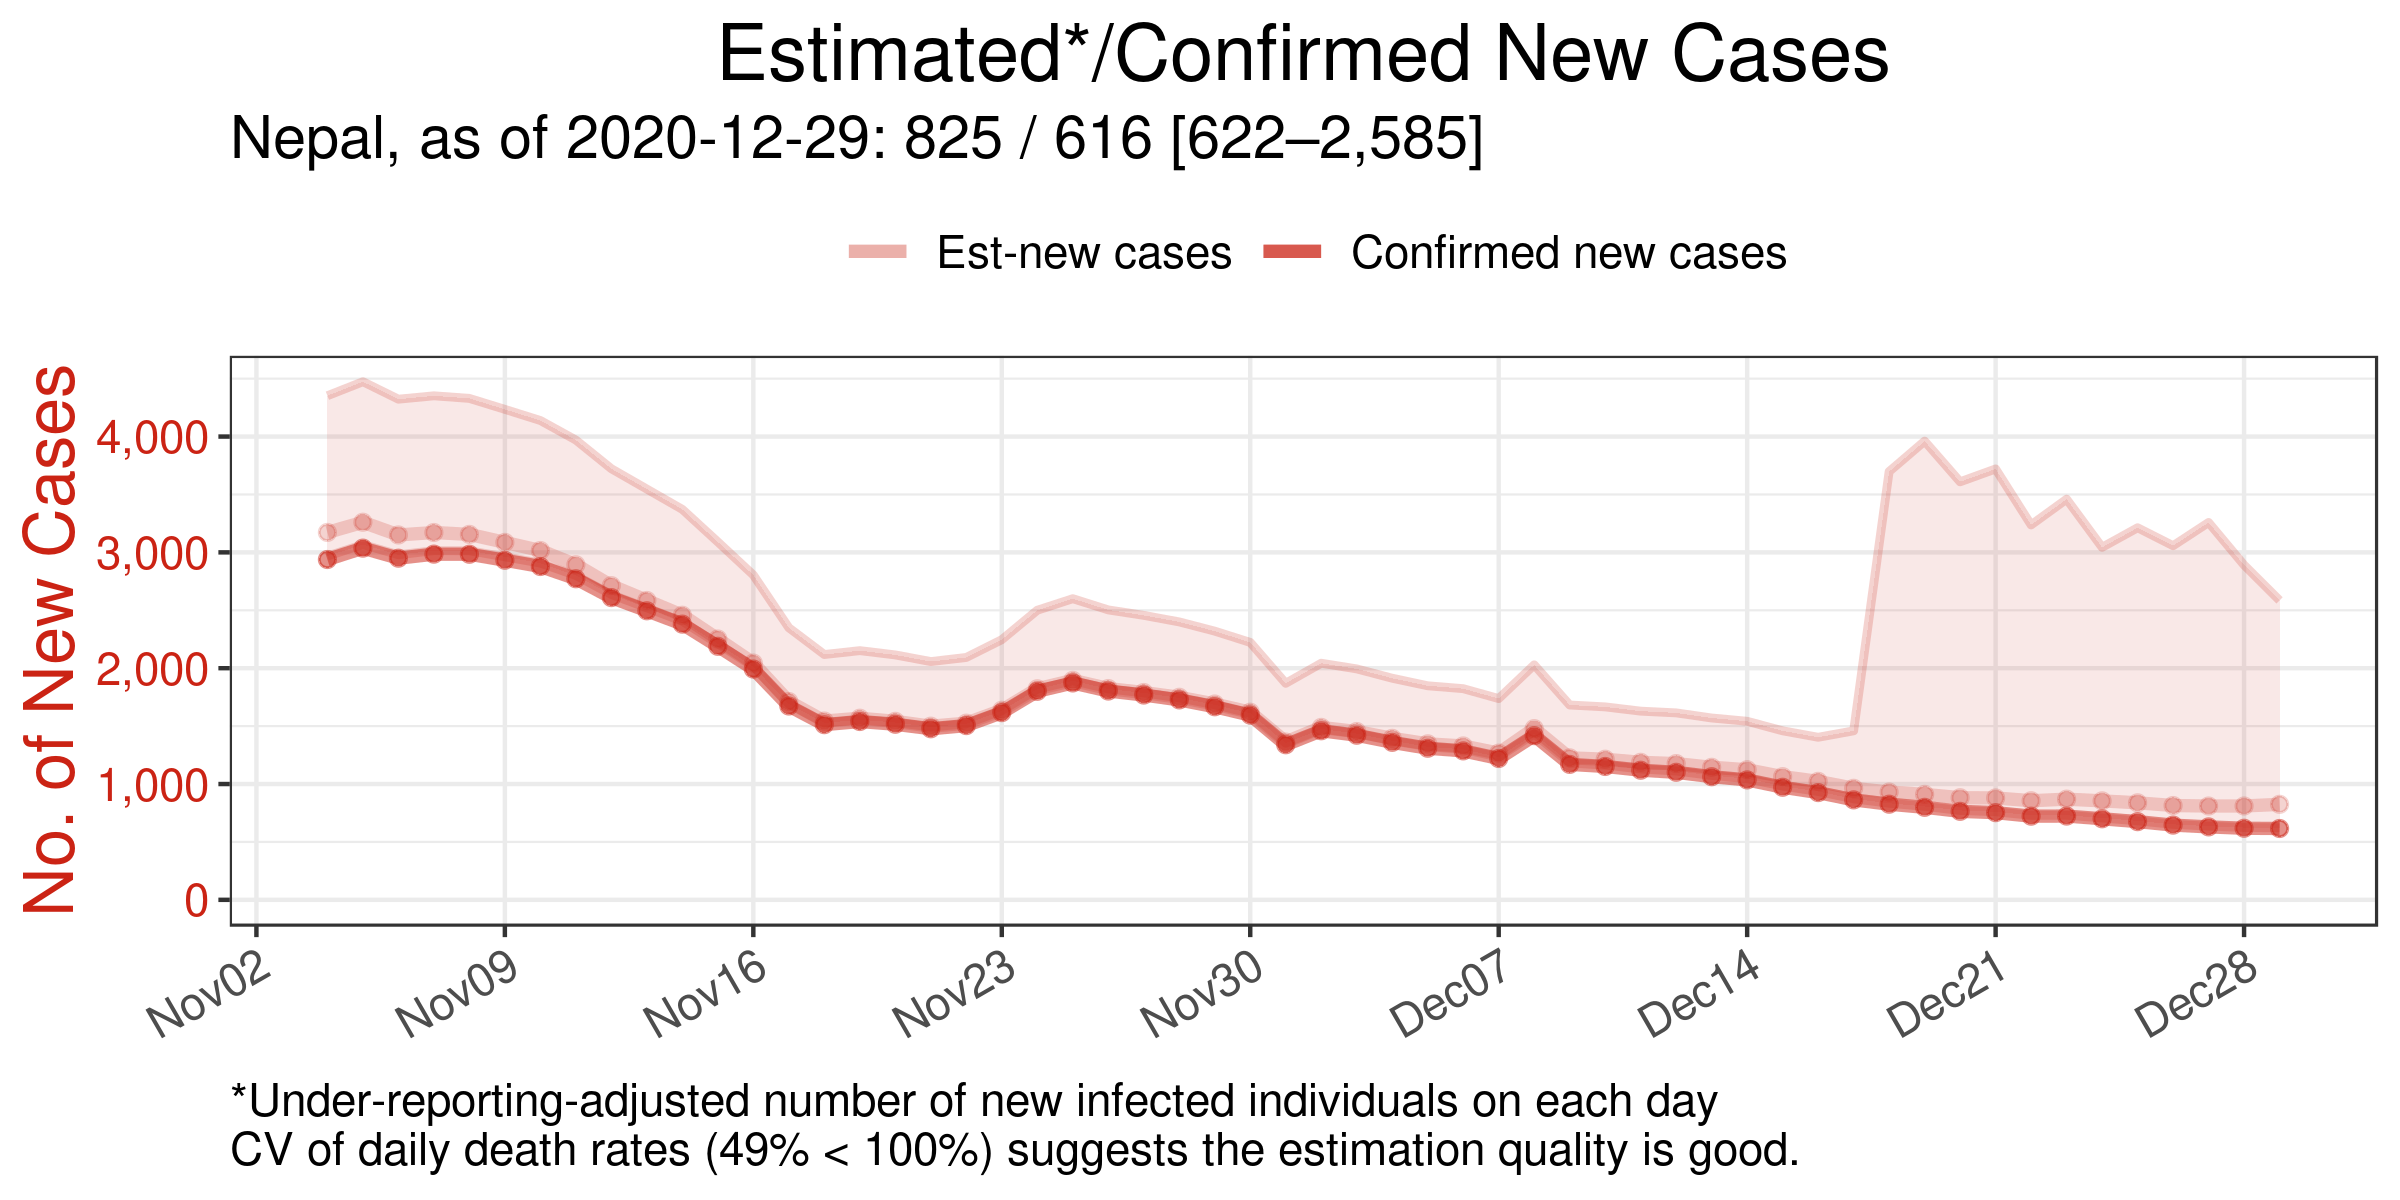 Estimated*/Confirmed New Cases
Nepal, as of 2020-12-29: 825 / 616 [622–2,585]
Est-new cases Confirmed new cases
No. of New Cases
4,000
3,000
2,000
1,000
0
Nov02 Nov09 Nov16 Nov23 Nov30 Dec07 Dec14 Dec21 Dec28
*Under-reporting-adjusted number of new infected individuals on each day
CV of daily death rates (49% < 100%) suggests the estimation quality is good.